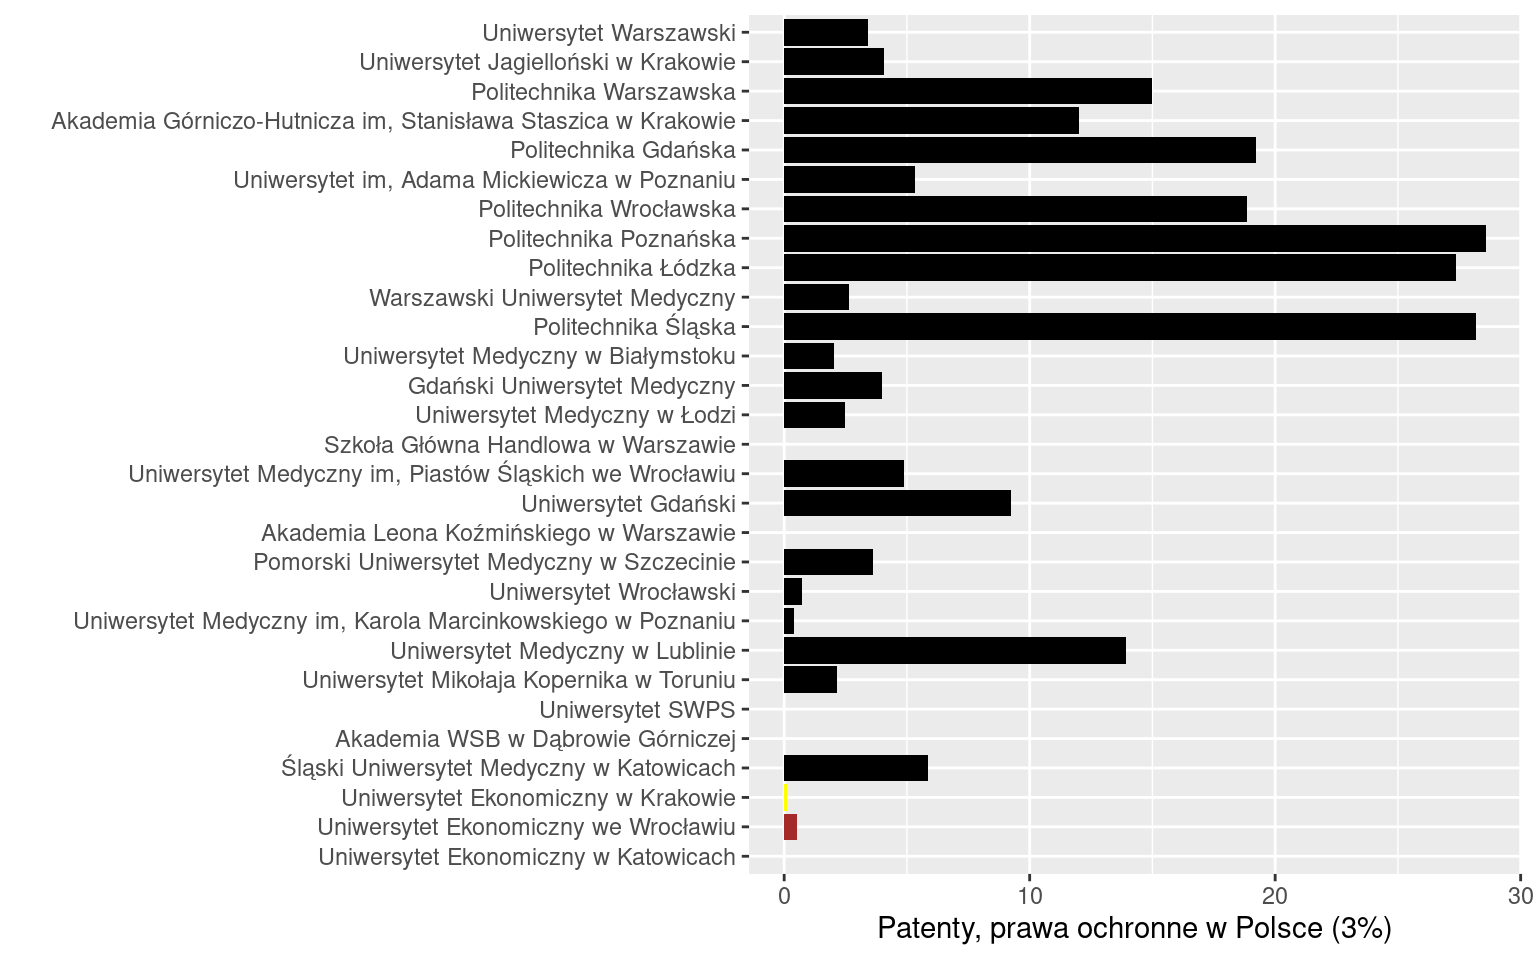 Uniwersytet Warszawski
Uniwersytet Jagielloński w Krakowie
Politechnika Warszawska
Akademia Górniczo-Hutnicza im, Stanisława Staszica w Krakowie
Politechnika Gdańska
Uniwersytet im, Adama Mickiewicza w Poznaniu
Politechnika Wrocławska
Politechnika Poznańska
Politechnika Łódzka
Warszawski Uniwersytet Medyczny
Politechnika Śląska
Uniwersytet Medyczny w Białymstoku
Gdański Uniwersytet Medyczny
Uniwersytet Medyczny w Łodzi
Szkoła Główna Handlowa w Warszawie
Uniwersytet Medyczny im, Piastów Śląskich we Wrocławiu
Uniwersytet Gdański
Akademia Leona Koźmińskiego w Warszawie
Pomorski Uniwersytet Medyczny w Szczecinie
Uniwersytet Wrocławski
Uniwersytet Medyczny im, Karola Marcinkowskiego w Poznaniu
Uniwersytet Medyczny w Lublinie
Uniwersytet Mikołaja Kopernika w Toruniu
Uniwersytet SWPS
Akademia WSB w Dąbrowie Górniczej
Śląski Uniwersytet Medyczny w Katowicach
Uniwersytet Ekonomiczny w Krakowie
Uniwersytet Ekonomiczny we Wrocławiu
Uniwersytet Ekonomiczny w Katowicach
0 10 20 30
Patenty, prawa ochronne w Polsce (3%)